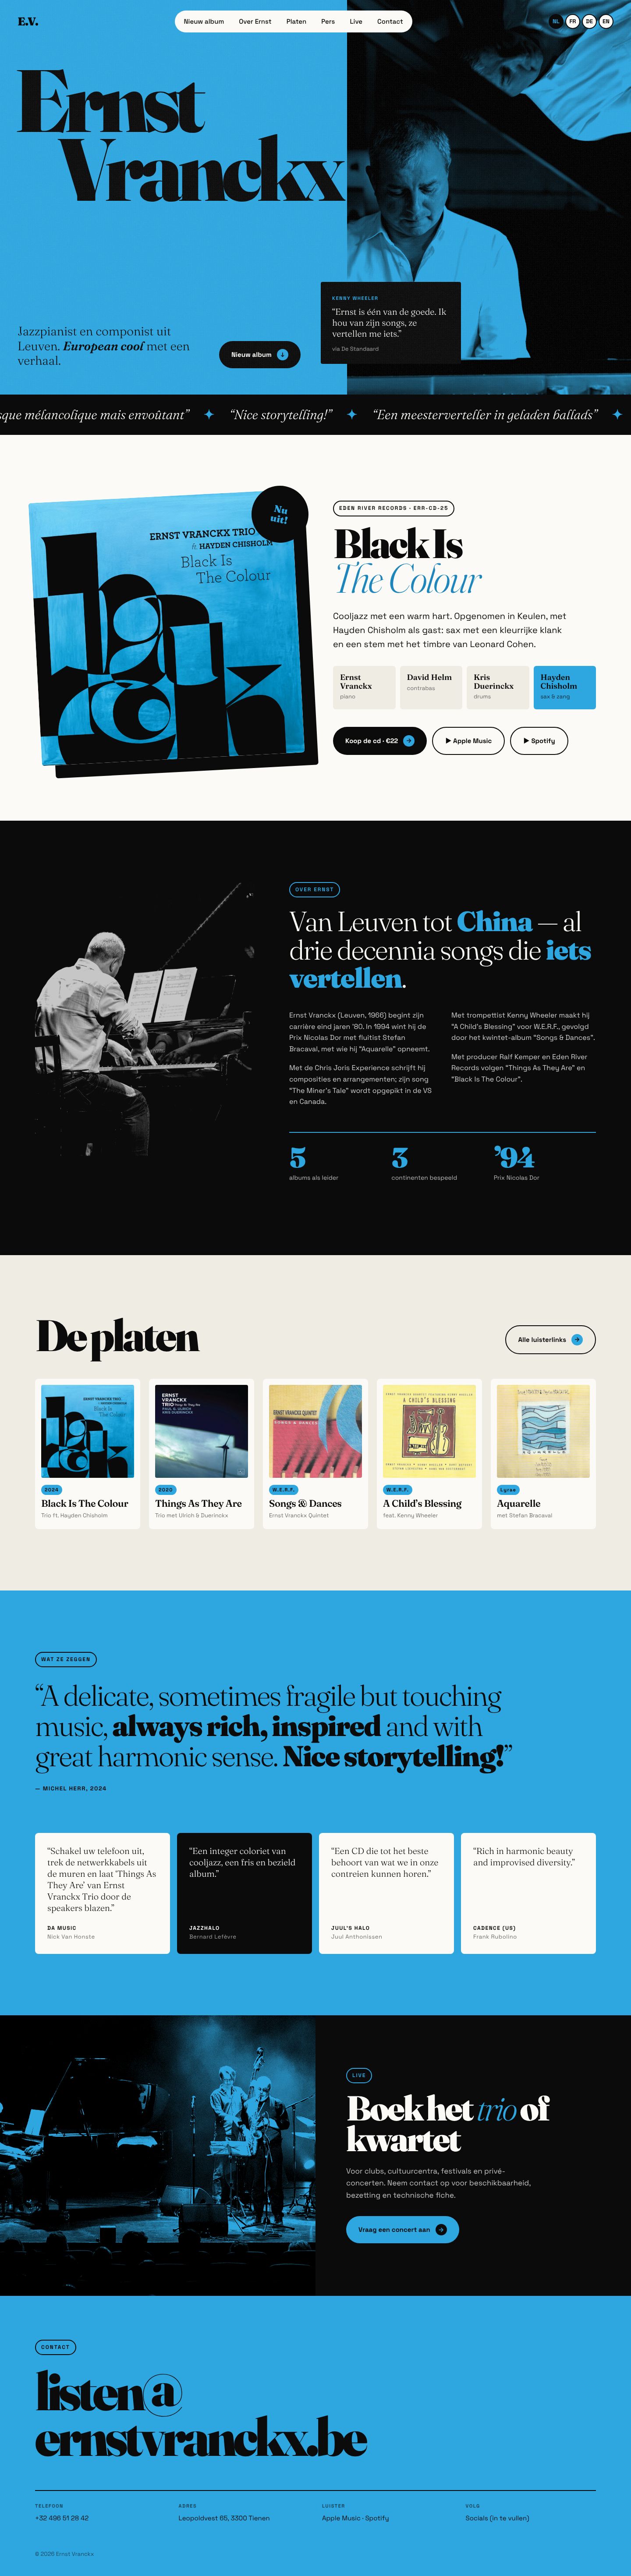 E.V.
Nieuw album Over Ernst Platen Pers Live Contact
NL FR DE EN
Ernst
Vranckx
Jazzpianist en componist uit
Leuven. European cool met een
verhaal.
Nieuw album
KENNY WHEELER
"Ernst is één van de goede. Ik
hou van zijn songs, ze
vertellen me iets."
via De Standaard
sque mélancolique mais envoûtant” “Nice storytelling!” “Een meesterverteller in geladen ballads”
ERNST VRANCKX TRIO
ft. HAYDEN CHISHOLM
Black Is
The Colour
black
Nu
uit!
EDEN RIVER RECORDS · ERR-CD-25
Black Is
The Colour
Cooljazz met een warm hart. Opgenomen in Keulen, met
Hayden Chisholm als gast: sax met een kleurrijke klank
en een stem met het timbre van Leonard Cohen.
Ernst
Vranckx
piano
David Helm
contrabas
Kris
Duerinckx
drums
Hayden
Chisholm
sax & zang
Koop de cd · €22
▶ Apple Music
▶ Spotify
OVER ERNST
Van Leuven tot China — al
drie decennia songs die iets
vertellen.
Ernst Vranckx (Leuven, 1966) begint zijn
carrière eind jaren '80. In 1994 wint hij de
Prix Nicolas Dor met fluitist Stefan
Bracaval, met wie hij "Aquarelle" opneemt.
Met de Chris Joris Experience schrijft hij
composities en arrangementen; zijn song
"The Miner's Tale" wordt opgepikt in de VS
en Canada.
Met trompettist Kenny Wheeler maakt hij
"A Child's Blessing" voor W.E.R.F., gevolgd
door het kwintet-album "Songs & Dances".
Met producer Ralf Kemper en Eden River
Records volgen "Things As They Are" en
"Black Is The Colour".
5
albums als leider
3
continenten bespeeld
’94
Prix Nicolas Dor
De platen
Alle luisterlinks
2024
Black Is The Colour
Trio ft. Hayden Chisholm
ERNST
VRANCKX
TRIO
2020
Things As They Are
Trio met Ulrich & Duerinckx
ERNST VRANCKX QUINTET
SONGS & DANCES
W.E.R.F.
Songs & Dances
Ernst Vranckx Quintet
A CHILD'S BLESSING
W.E.R.F.
A Child's Blessing
feat. Kenny Wheeler
Lyrae
Aquarelle
met Stefan Bracaval
WAT ZE ZEGGEN
“A delicate, sometimes fragile but touching
music, always rich, inspired and with
great harmonic sense. Nice storytelling!”
— MICHEL HERR, 2024
"Schakel uw telefoon uit,
trek de netwerkkabels uit
de muren en laat 'Things As
They Are' van Ernst
Vranckx Trio door de
speakers blazen."
DA MUSIC
Nick Van Honste
"Een integer coloriet van
cooljazz, een fris en bezield
album."
JAZZHALO
Bernard Lefèvre
"Een CD die tot het beste
behoort van wat we in onze
contreien kunnen horen."
JUUL'S HALO
Juul Anthonissen
"Rich in harmonic beauty
and improvised diversity."
CADENCE (US)
Frank Rubolino
LIVE
Boek het trio of
kwartet
Voor clubs, cultuurcentra, festivals en privé-
concerten. Neem contact op voor beschikbaarheid,
bezetting en technische fiche.
Vraag een concert aan
CONTACT
listen@
ernstvranckx.be
TELEFOON
+32 496 51 28 42
ADRES
Leopoldvest 65, 3300 Tienen
LUISTER
Apple Music · Spotify
VOLG
Socials (in te vullen)
© 2026 Ernst Vranckx